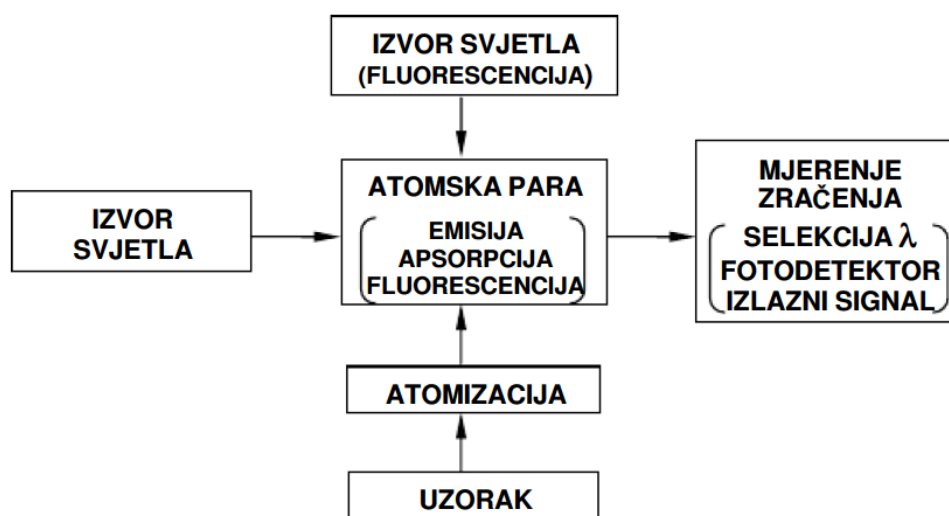 IZVOR SVJETLA
(FLUORESCENCIJA)
IZVOR
SVJETLA
ATOMSKA PARA
EMISIJA
APSORPCIJA
FLUORESCENCIJA
MJERENJE
ZRAČENJA
SELEKCIJA λ
FOTODETEKTOR
IZLAZNI SIGNAL
ATOMIZACIJA
UZORAK